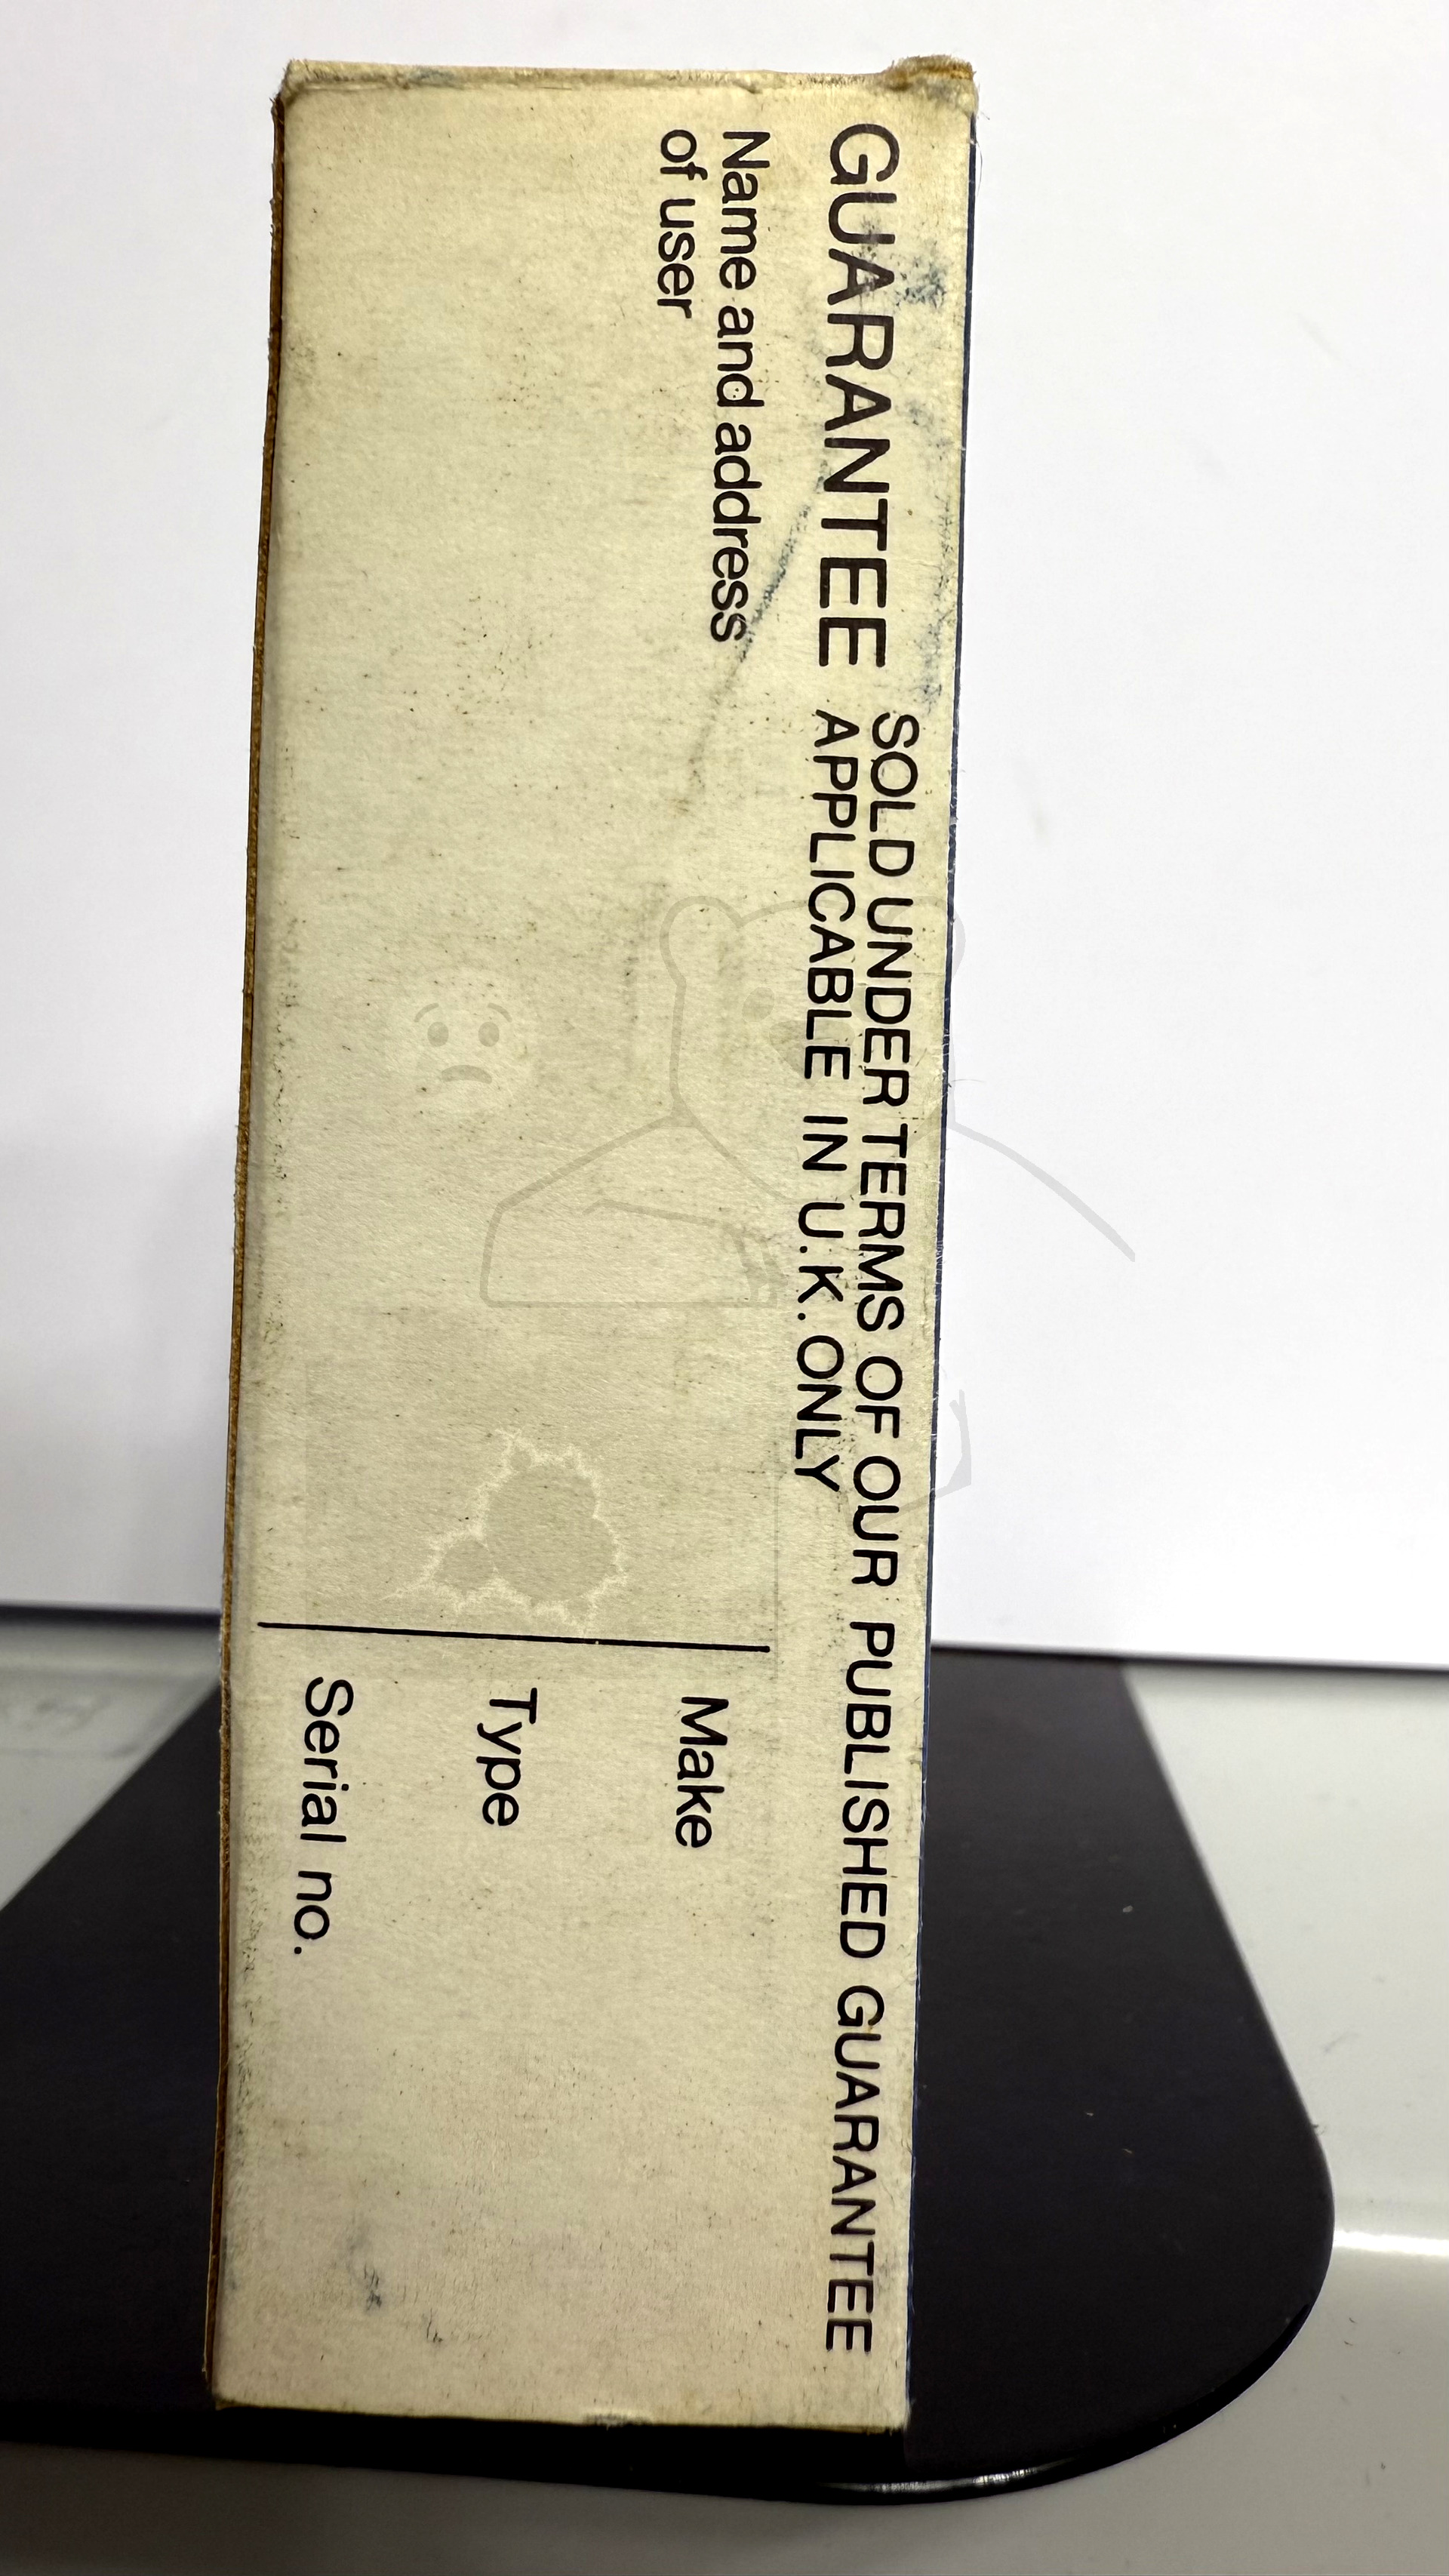 GUARANTEE
SOLD UNDER TERMS OF OUR PUBLISHED GUARANTEE
APPLICABLE IN U.K. ONLY
Name and address
of user
Make
Type
Serial no.